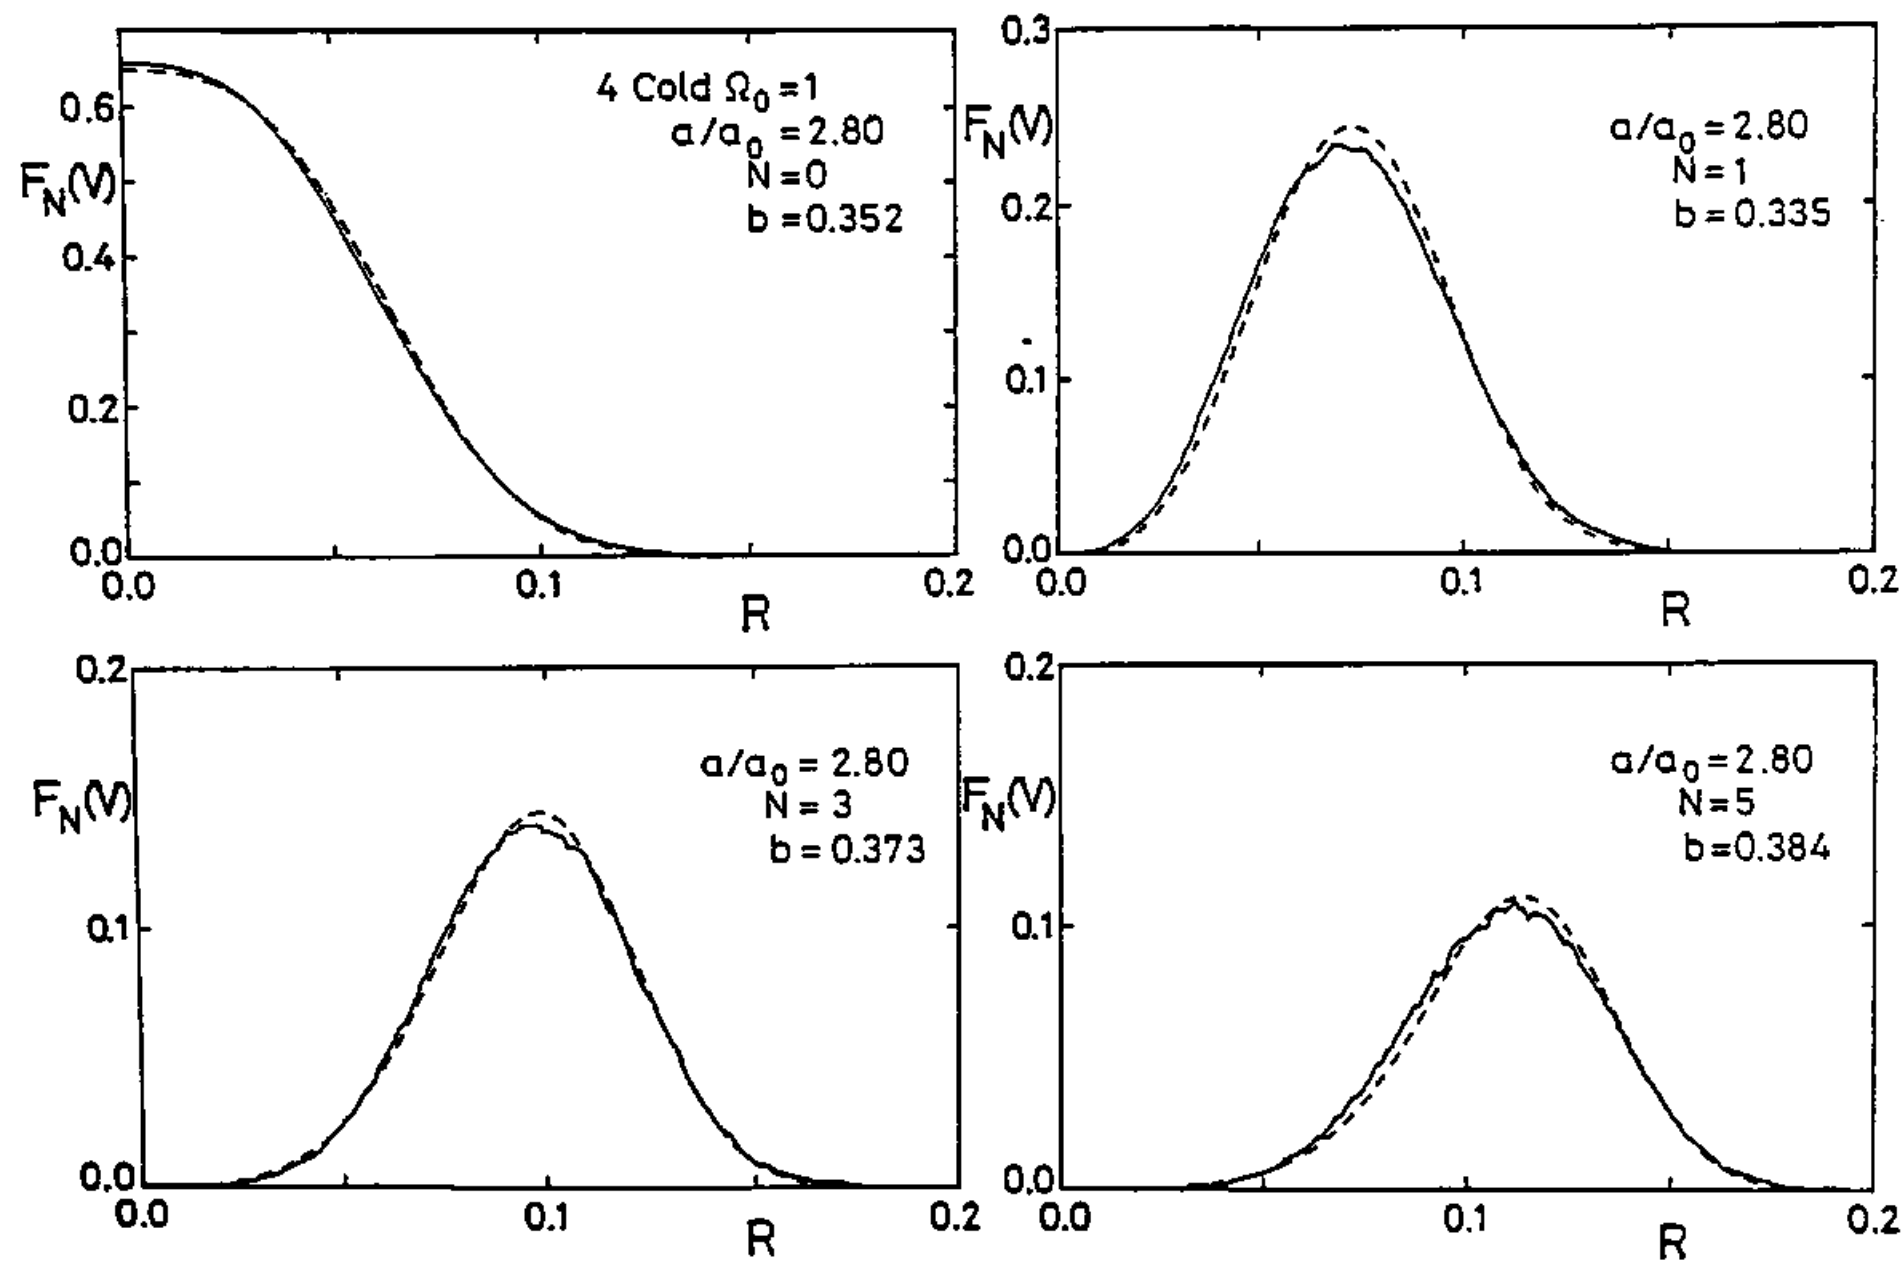 0.6
0.4
0.2
0.0
F_N(V)
4 Cold Ω₀ = 1
a/a₀ = 2.80
N = 0
b = 0.352
0.0
0.1
0.2
R
0.3
0.2
0.1
0.0
F_N(V)
a/a₀ = 2.80
N = 1
b = 0.335
0.0
0.1
0.2
R
0.2
0.1
0.0
F_N(V)
a/a₀ = 2.80
N = 3
b = 0.373
0.0
0.1
0.2
R
0.2
0.1
0.0
F_N(V)
a/a₀ = 2.80
N = 5
b = 0.384
0.0
0.1
0.2
R